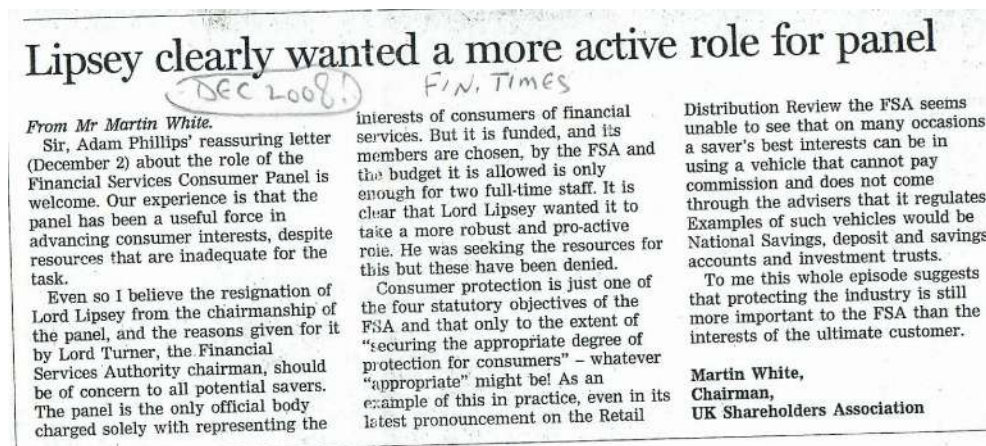 Lipsey clearly wanted a more active role for panel
DEC 2008!
FIN. TIMES
From Mr Martin White.
Sir, Adam Phillips' reassuring letter
(December 2) about the role of the
Financial Services Consumer Panel is
welcome. Our experience is that the
panel has been a useful force in
advancing consumer interests, despite
resources that are inadequate for the
task.
Even so I believe the resignation of
Lord Lipsey from the chairmanship of
the panel, and the reasons given for it
by Lord Turner, the Financial
Services Authority chairman, should
be of concern to all potential savers.
The panel is the only official body
charged solely with representing the
interests of consumers of financial
services. But it is funded, and its
members are chosen, by the FSA and
the budget it is allowed is only
enough for two full-time staff. It is
clear that Lord Lipsey wanted it to
take a more robust and pro-active
role. He was seeking the resources for
this but these have been denied.
Consumer protection is just one of
the four statutory objectives of the
FSA and that only to the extent of
"securing the appropriate degree of
protection for consumers" – whatever
"appropriate" might be! As an
example of this in practice, even in its
latest pronouncement on the Retail
Distribution Review the FSA seems
unable to see that on many occasions
a saver's best interests can be in
using a vehicle that cannot pay
commission and does not come
through the advisers that it regulates
Examples of such vehicles would be
National Savings, deposit and savings
accounts and investment trusts.
To me this whole episode suggests
that protecting the industry is still
more important to the FSA than the
interests of the ultimate customer.
Martin White,
Chairman,
UK Shareholders Association